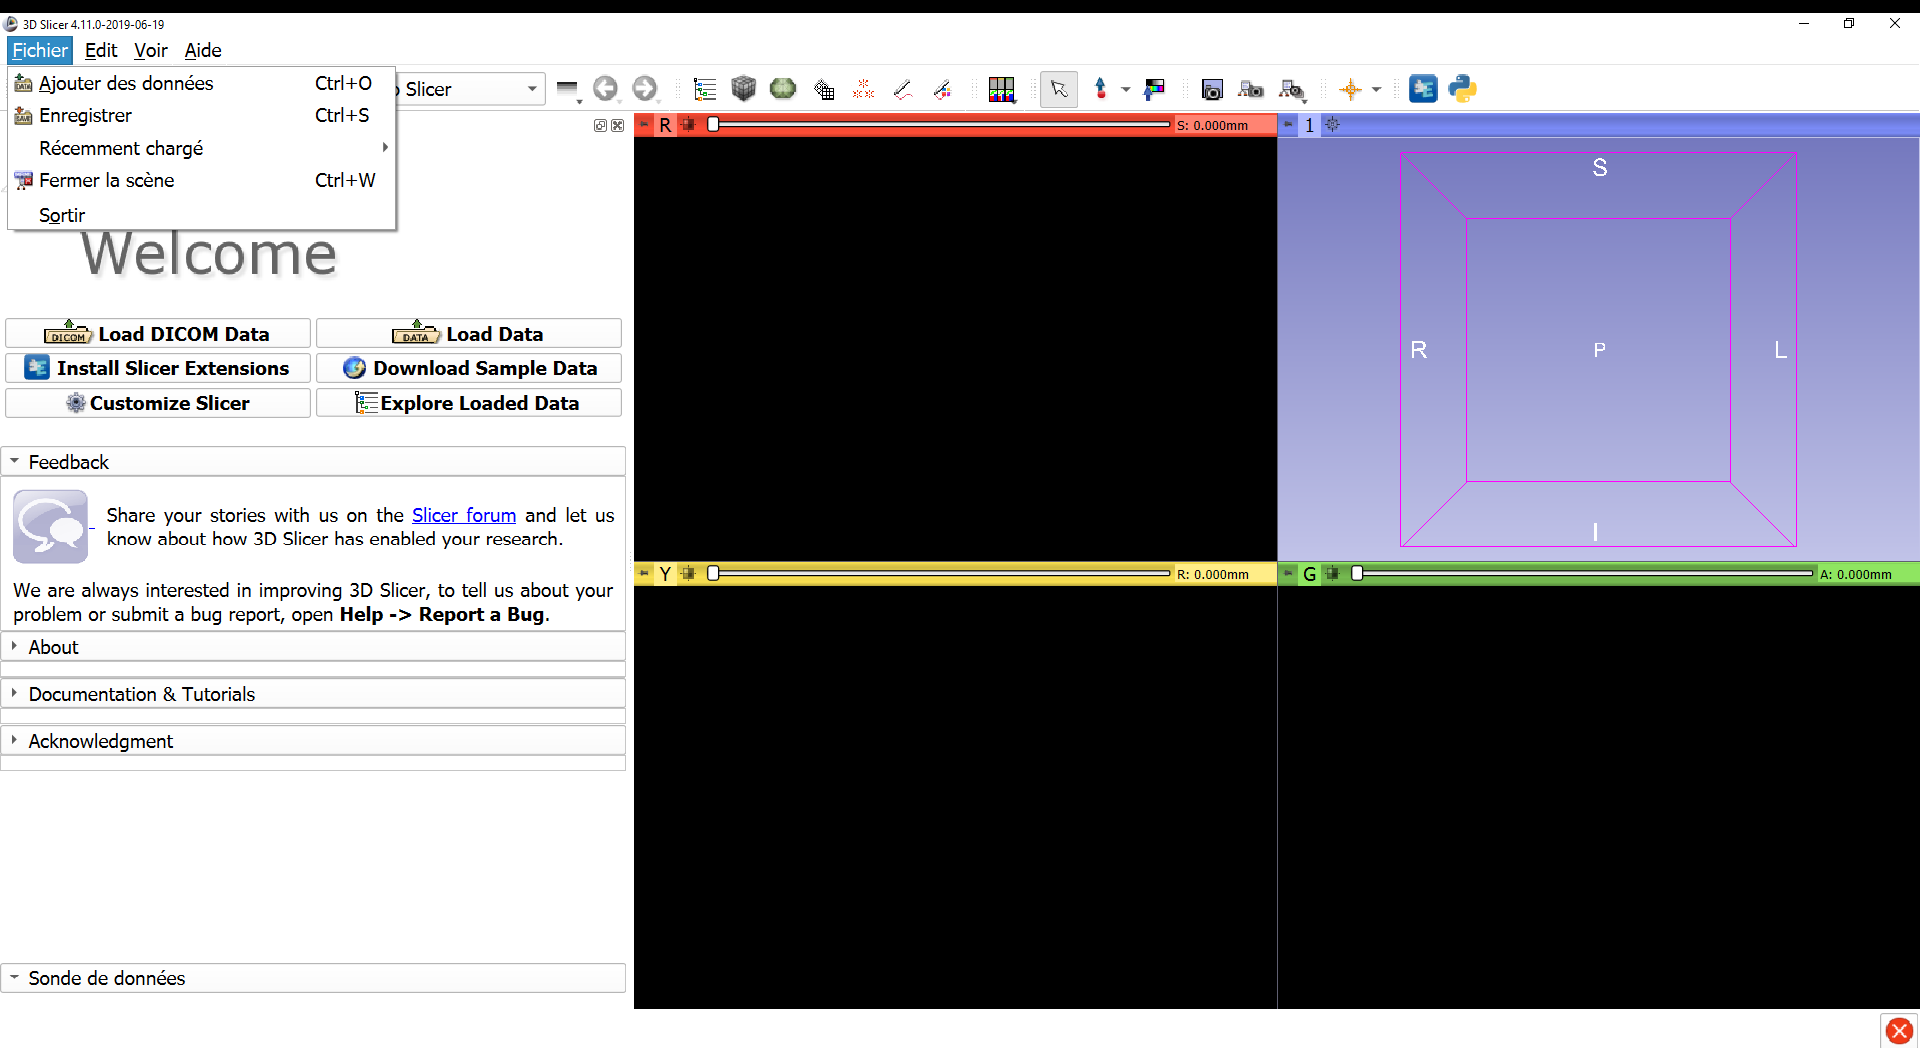 3D Slicer 4.11.0-2019-06-19
Fichier Edit Voir Aide
Ajouter des données Ctrl+O
Enregistrer Ctrl+S
Récemment chargé
Fermer la scène Ctrl+W
Sortir
Slicer
Welcome
DICOM Load DICOM Data
DATA Load Data
Install Slicer Extensions
Download Sample Data
Customize Slicer
Explore Loaded Data
Feedback
Share your stories with us on the Slicer forum and let us
know about how 3D Slicer has enabled your research.
We are always interested in improving 3D Slicer, to tell us about your
problem or submit a bug report, open Help -> Report a Bug.
About
Documentation & Tutorials
Acknowledgment
Sonde de données
R S: 0.000mm
1
S
R P L
I
Y R: 0.000mm
G A: 0.000mm